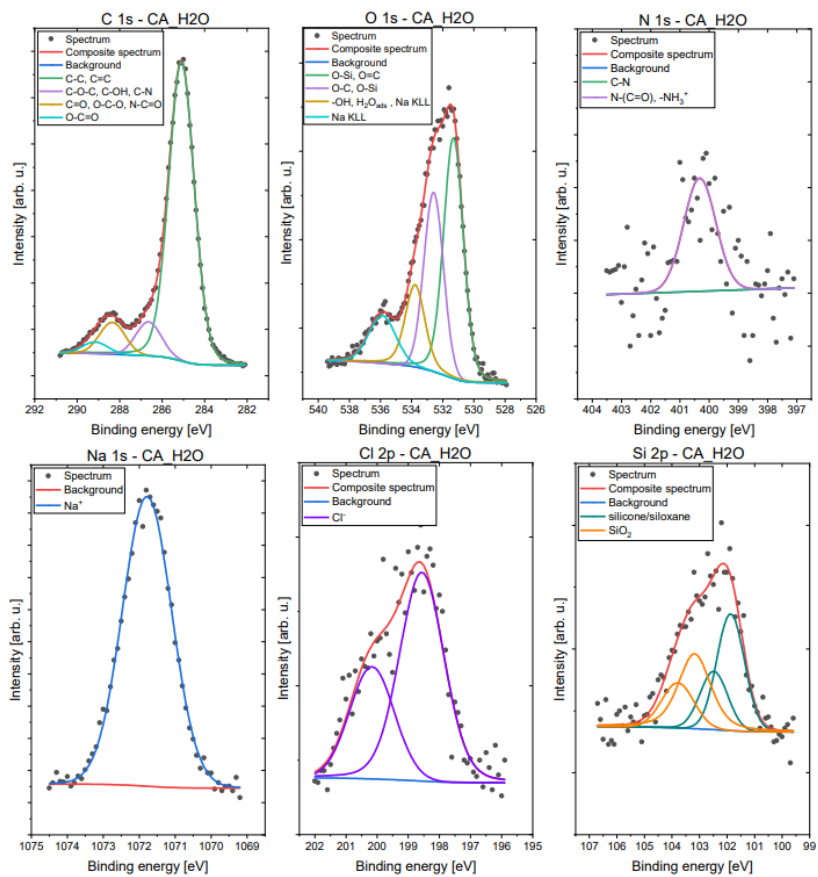 C 1s - CA_H2O
Spectrum
Composite spectrum
Background
C-C, C=C
C-O-C, C-OH, C-N
C=O, O-C-O, N-C=O
O-C=O
Intensity [arb. u.]
292 290 288 286 284 282
Binding energy [eV]
O 1s - CA_H2O
Spectrum
Composite spectrum
Background
O-Si, O=C
O-C, O-Si
-OH, H₂Oₐds , Na KLL
Na KLL
Intensity [arb. u.]
540 538 536 534 532 530 528 526
Binding energy [eV]
N 1s - CA_H2O
Spectrum
Composite spectrum
Background
C-N
N-(C=O), -NH₃⁺
Intensity [arb. u.]
404 403 402 401 400 399 398 397
Binding energy [eV]
Na 1s - CA_H2O
Spectrum
Background
Na⁺
Intensity [arb. u.]
1075 1074 1073 1072 1071 1070 1069
Binding energy [eV]
Cl 2p - CA_H2O
Spectrum
Composite spectrum
Background
Cl⁻
Intensity [arb. u.]
202 201 200 199 198 197 196 195
Binding energy [eV]
Si 2p - CA_H2O
Spectrum
Composite spectrum
Background
silicone/siloxane
SiO₂
Intensity [arb. u.]
107 106 105 104 103 102 101 100 99
Binding energy [eV]